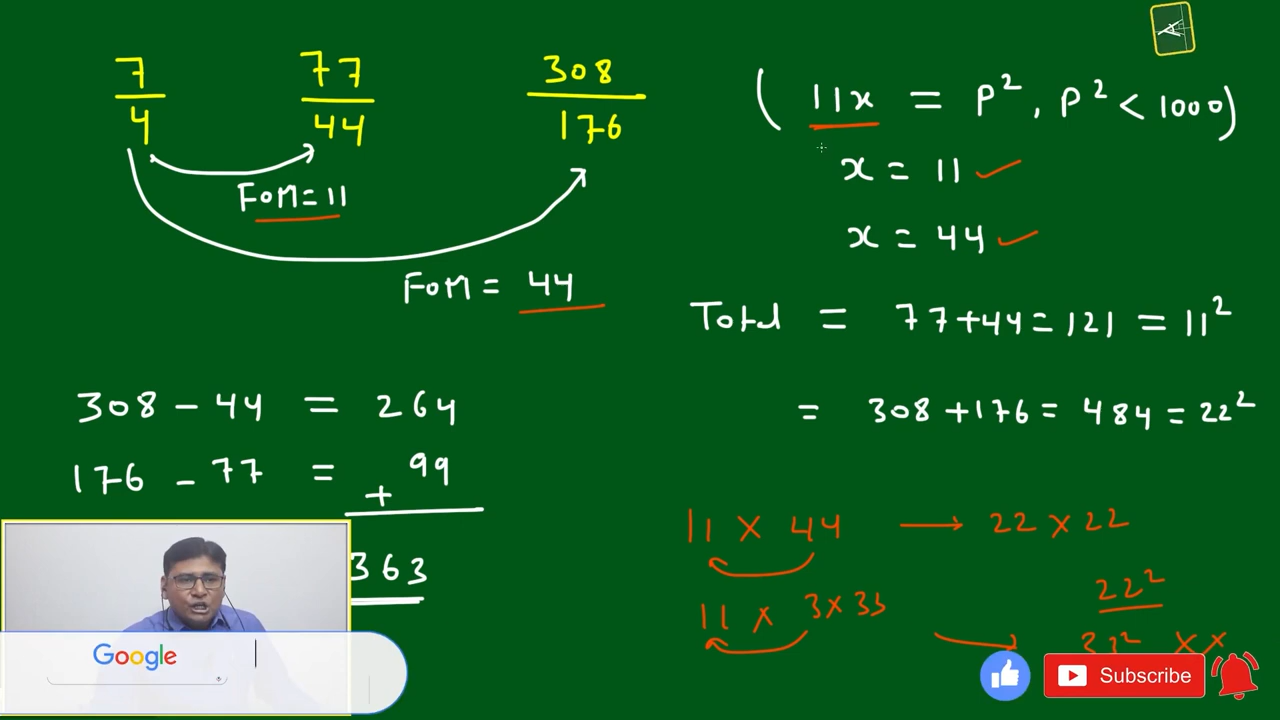 7/4 77/44 308/176
FoM = 11
FoM = 44
(11x = P², P² < 1000)
x = 11 ✓
x = 44 ✓
Total = 77+44 = 121 = 11²
= 308+176 = 484 = 22²
308 - 44 = 264
176 - 77 = + 99
363
11 × 44 → 22 × 22
22²
11 × 3×33
33² ××
Google
Subscribe